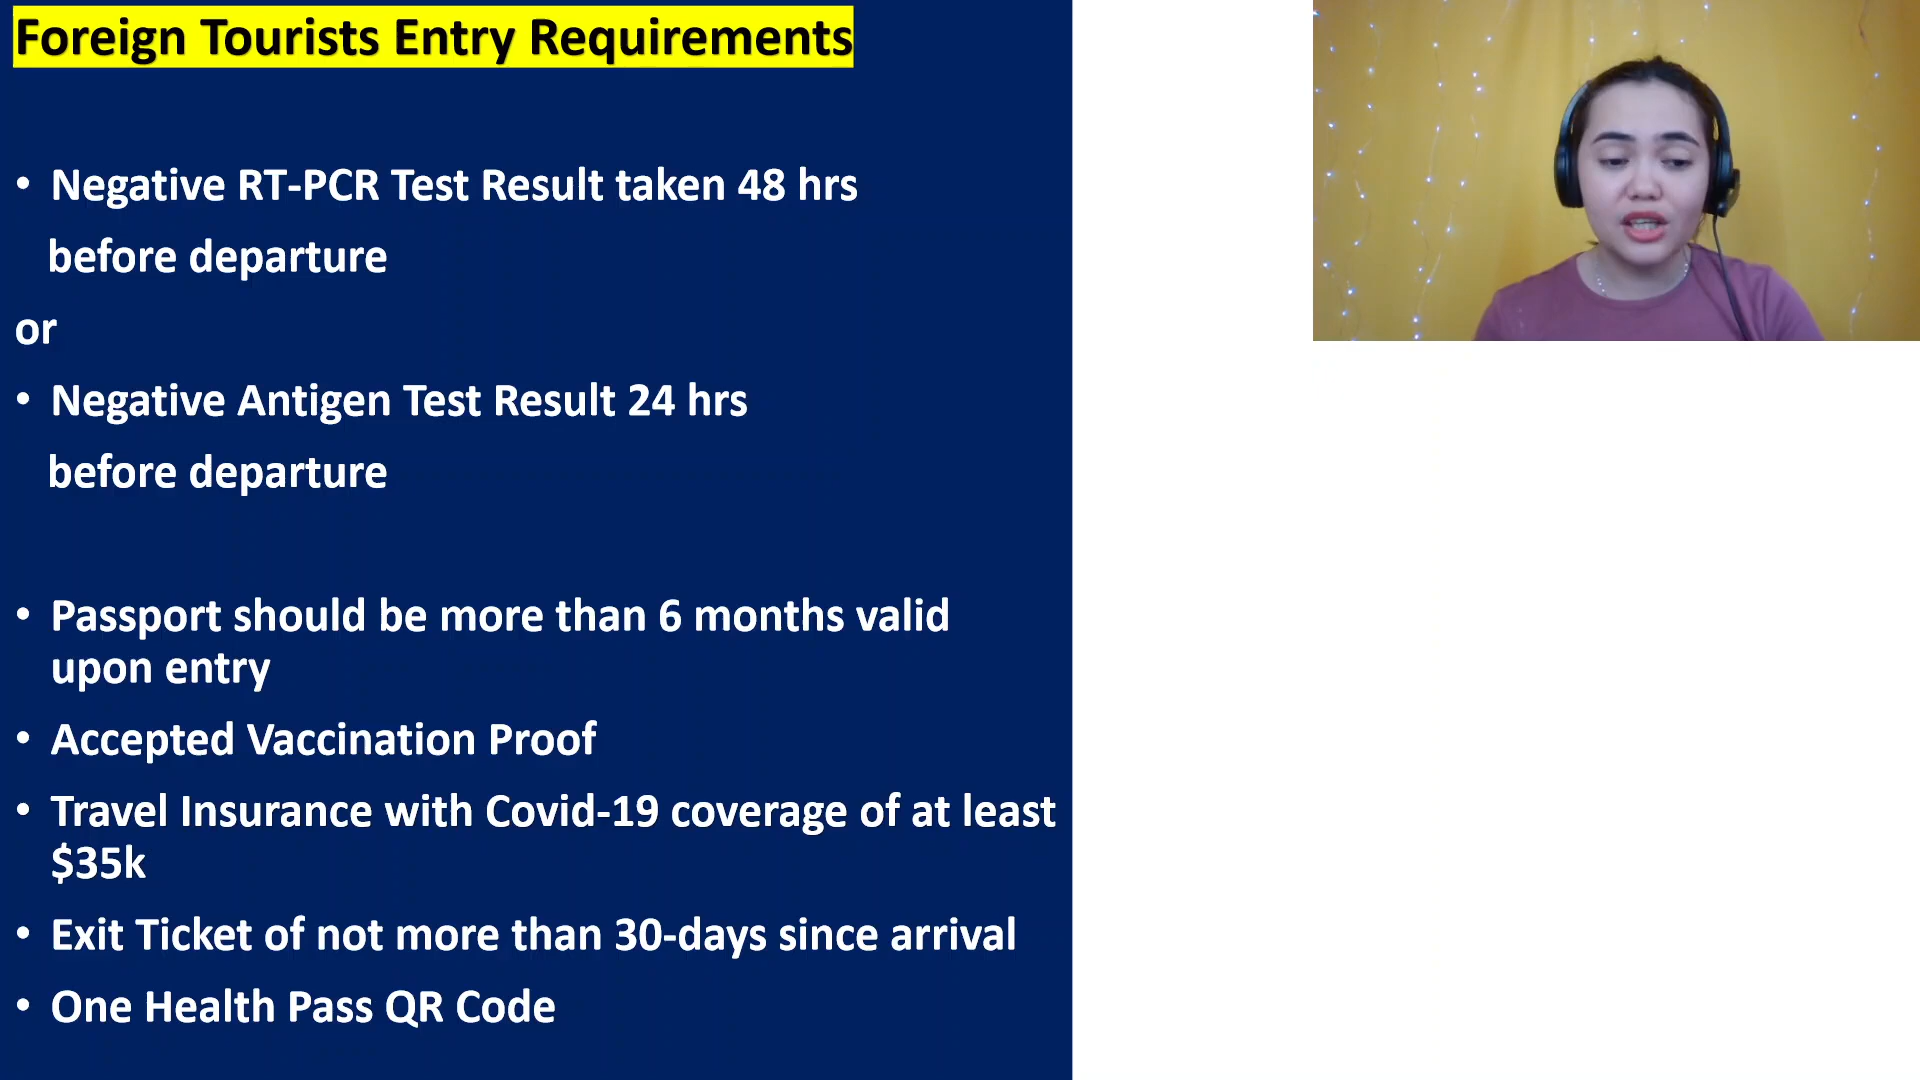 Foreign Tourists Entry Requirements
• Negative RT-PCR Test Result taken 48 hrs
before departure
or
• Negative Antigen Test Result 24 hrs
before departure
• Passport should be more than 6 months valid
upon entry
• Accepted Vaccination Proof
• Travel Insurance with Covid-19 coverage of at least
$35k
• Exit Ticket of not more than 30-days since arrival
• One Health Pass QR Code